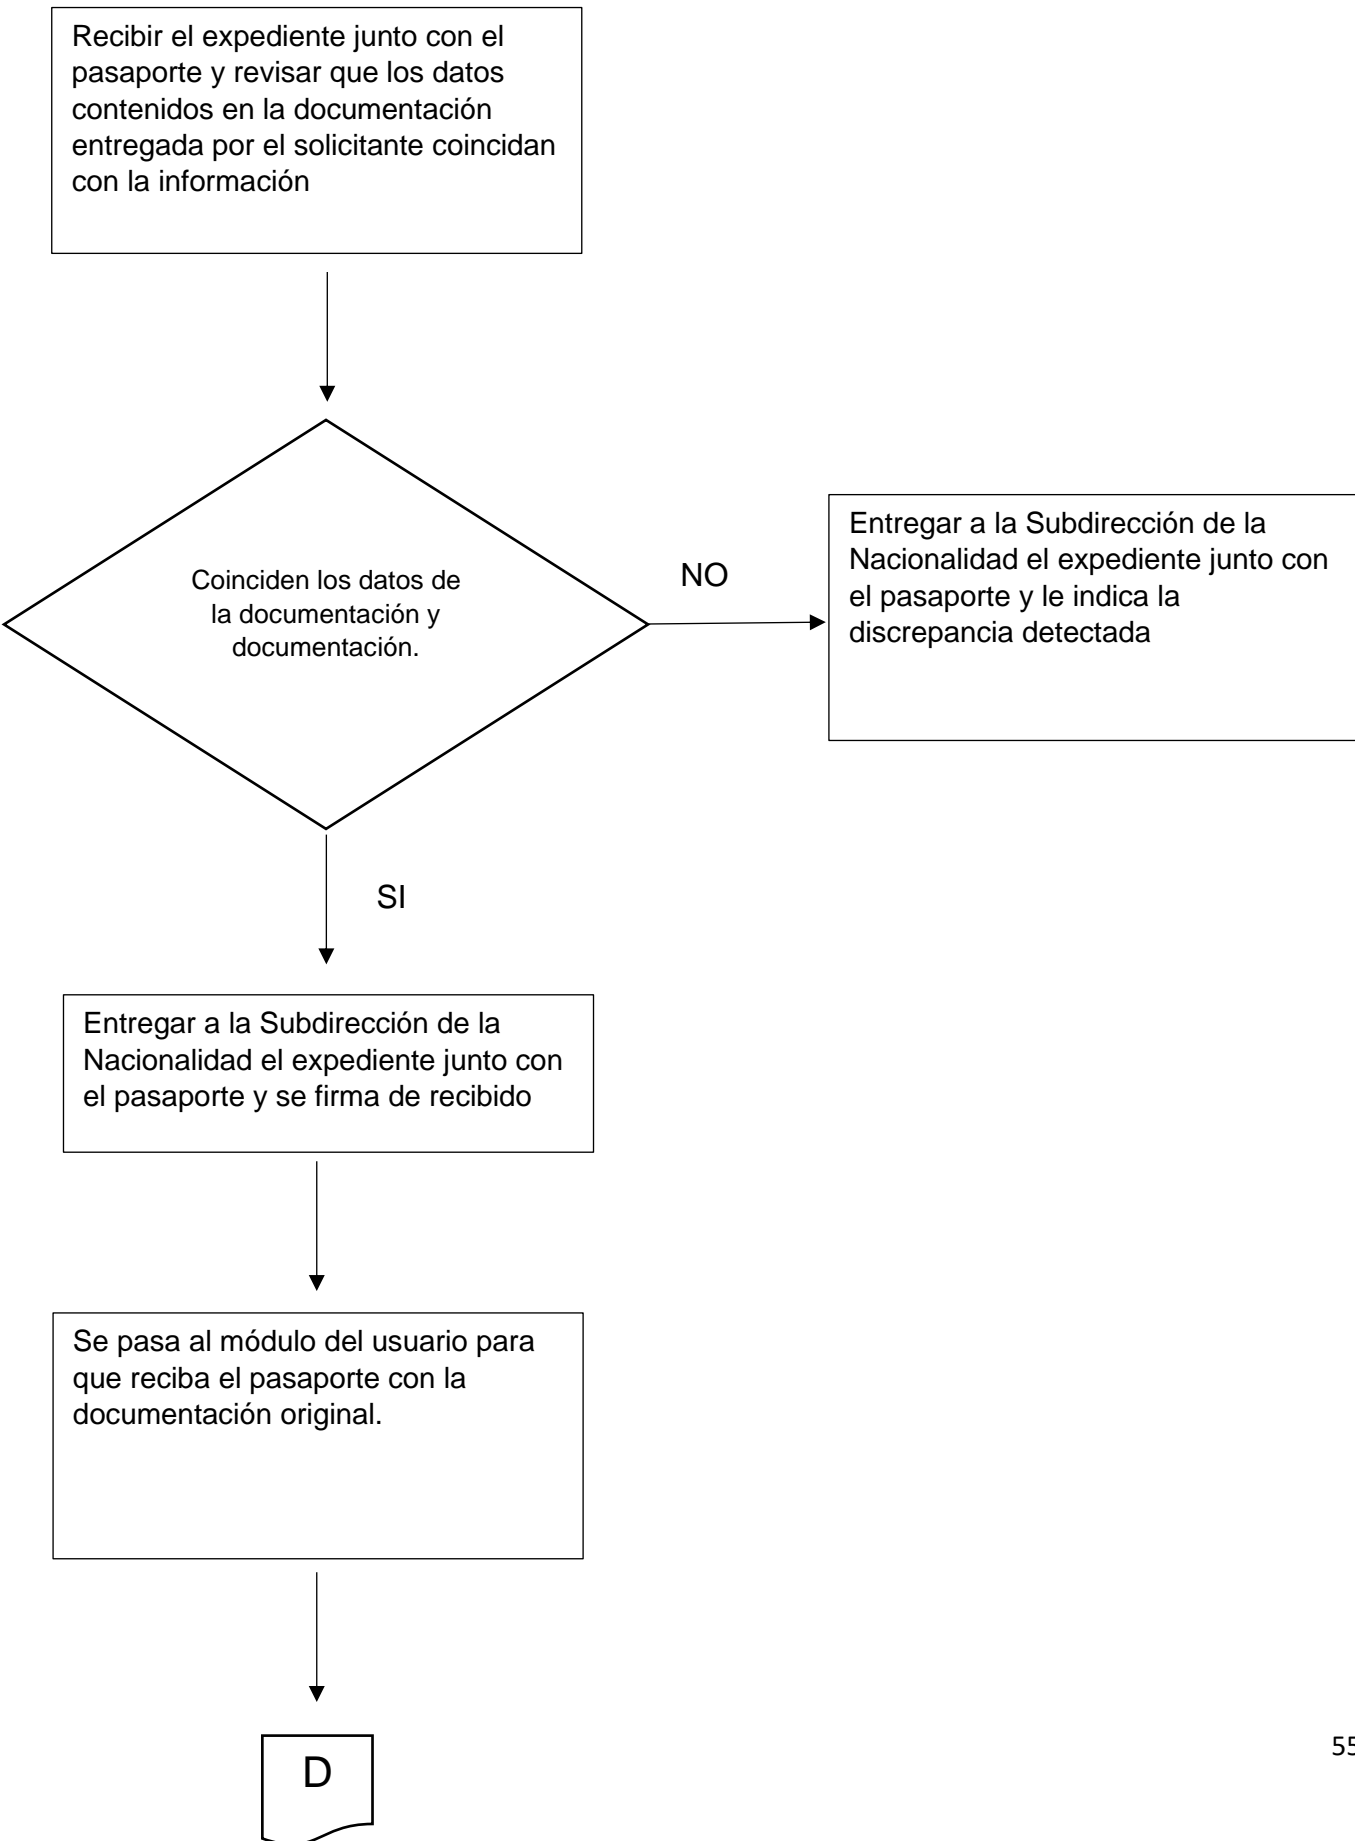 Recibir el expediente junto con el
pasaporte y revisar que los datos
contenidos en la documentación
entregada por el solicitante coincidan
con la información
Coinciden los datos de
la documentación y
documentación.
NO
Entregar a la Subdirección de la
Nacionalidad el expediente junto con
el pasaporte y le indica la
discrepancia detectada
SI
Entregar a la Subdirección de la
Nacionalidad el expediente junto con
el pasaporte y se firma de recibido
Se pasa al módulo del usuario para
que reciba el pasaporte con la
documentación original.
D
55